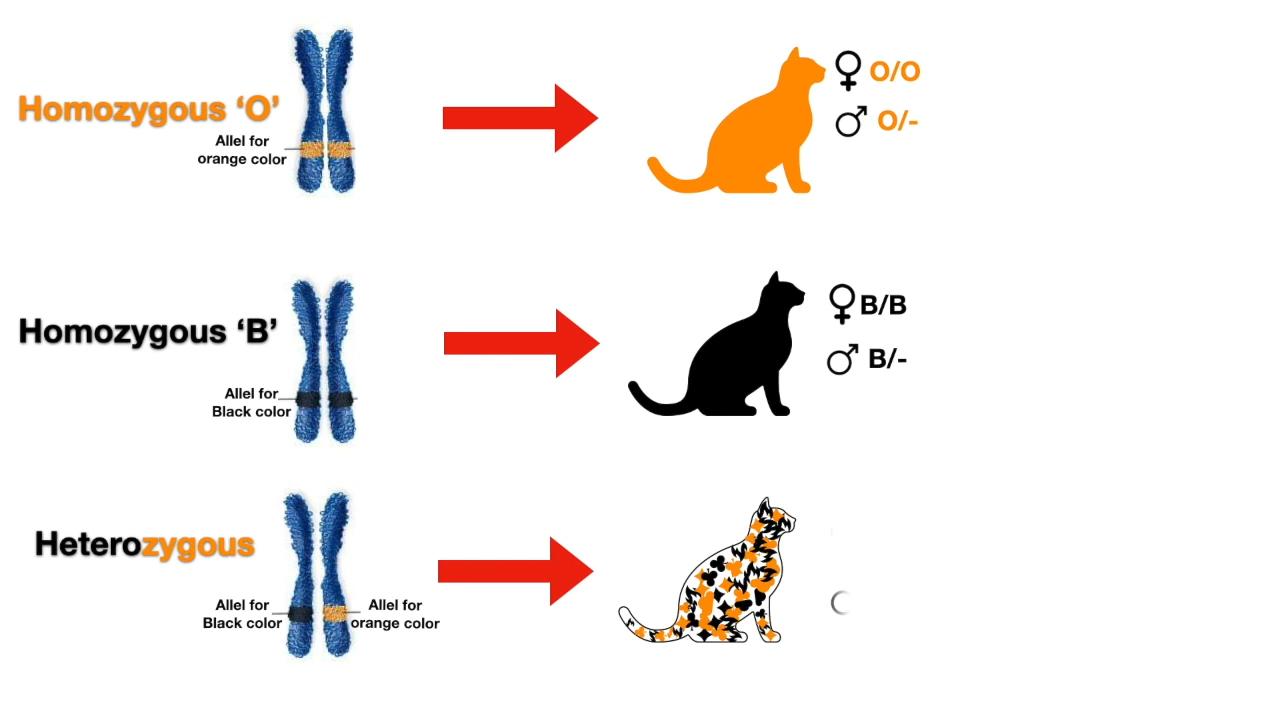 Homozygous ‘O’
Allel for
orange color
♀ O/O
♂ O/-
Homozygous ‘B’
Allel for
Black color
♀ B/B
♂ B/-
Heterozygous
Allel for
Black color
Allel for
orange color